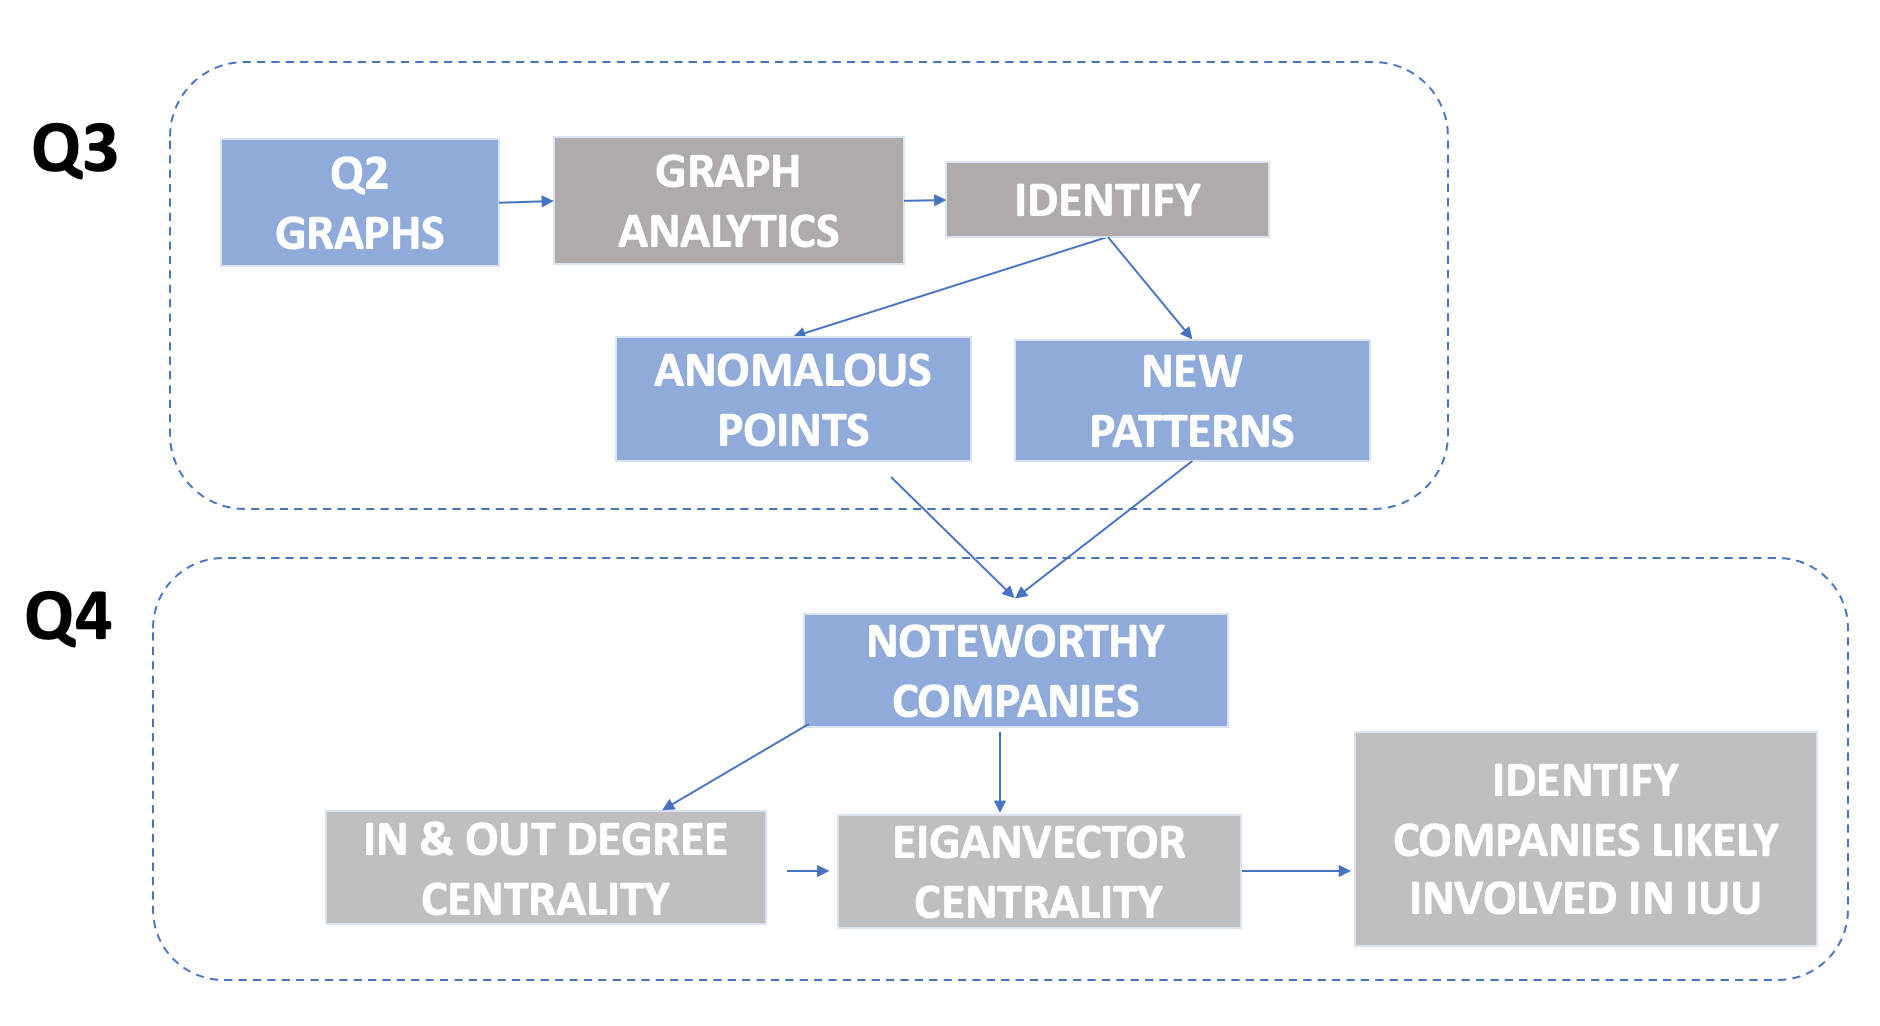 Q3
Q2
GRAPHS
GRAPH
ANALYTICS
IDENTIFY
ANOMALOUS
POINTS
NEW
PATTERNS
Q4
NOTEWORTHY
COMPANIES
IN & OUT DEGREE
CENTRALITY
EIGANVECTOR
CENTRALITY
IDENTIFY
COMPANIES LIKELY
INVOLVED IN IUU